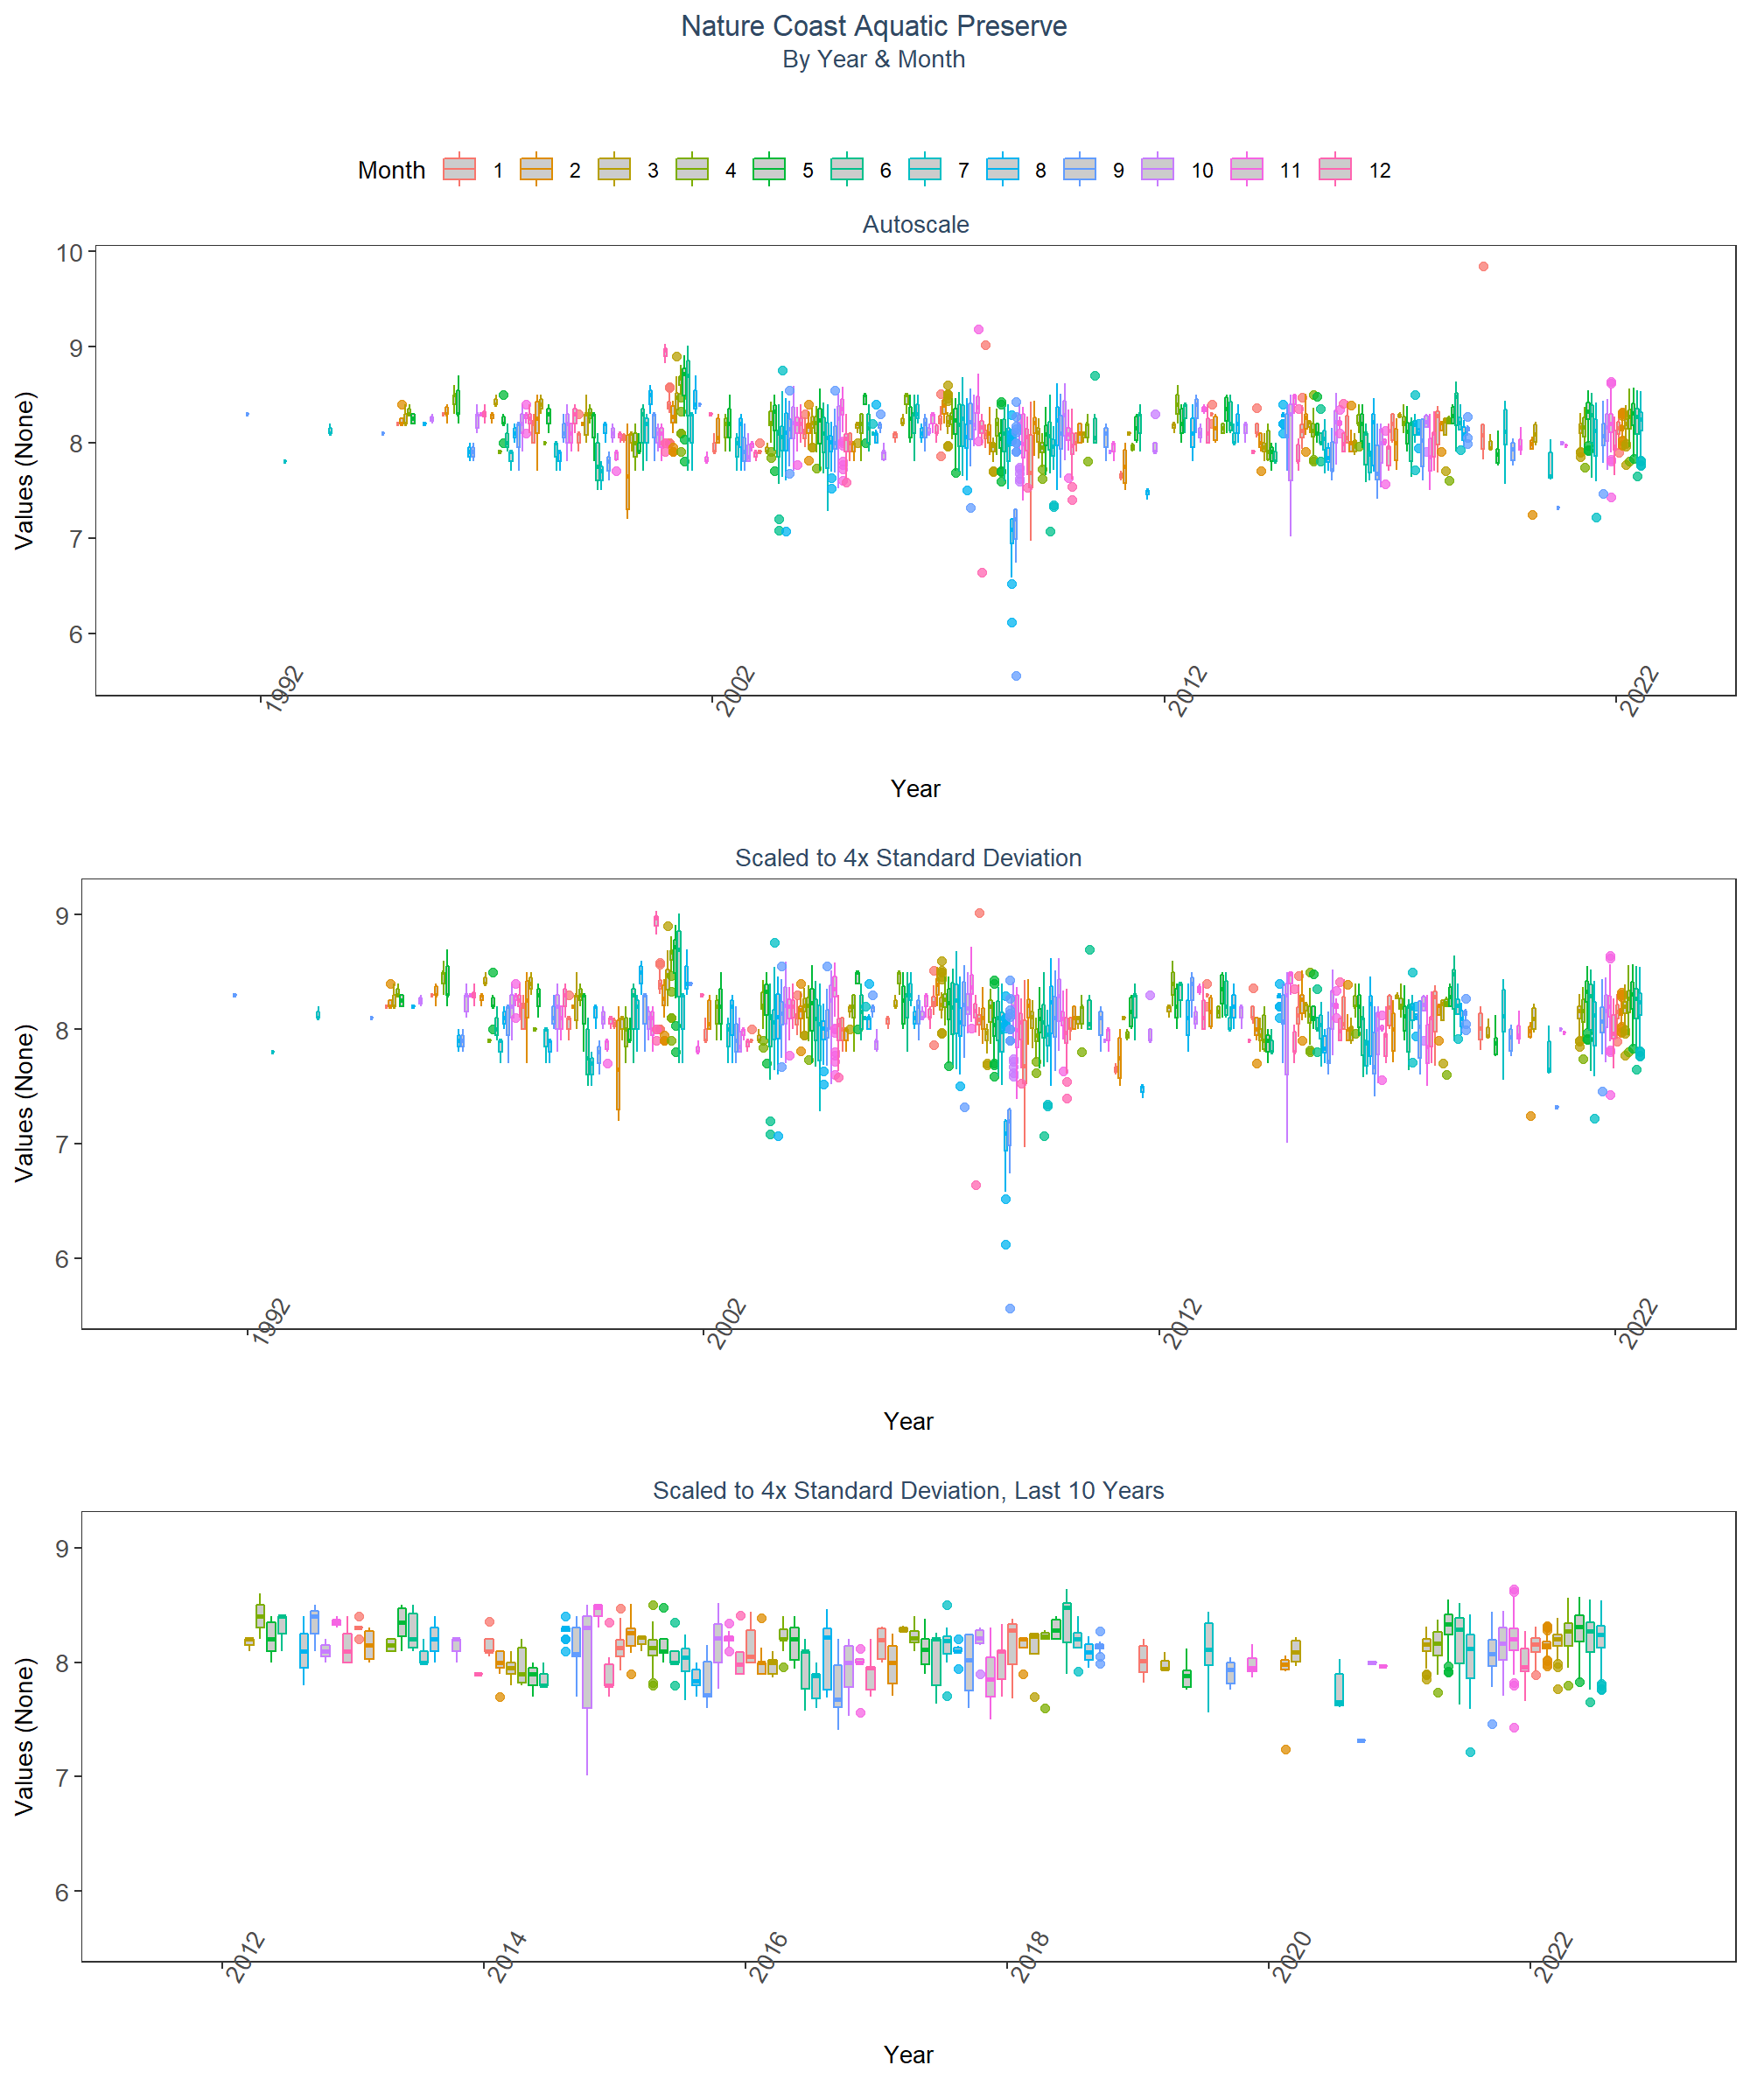 Nature Coast Aquatic Preserve
By Year & Month
Month 1 2 3 4 5 6 7 8 9 10 11 12
Autoscale
Values (None)
10
9
8
7
6
1992 2002 2012 2022
Year
Scaled to 4x Standard Deviation
Values (None)
9
8
7
6
1992 2002 2012 2022
Year
Scaled to 4x Standard Deviation, Last 10 Years
Values (None)
9
8
7
6
2012 2014 2016 2018 2020 2022
Year